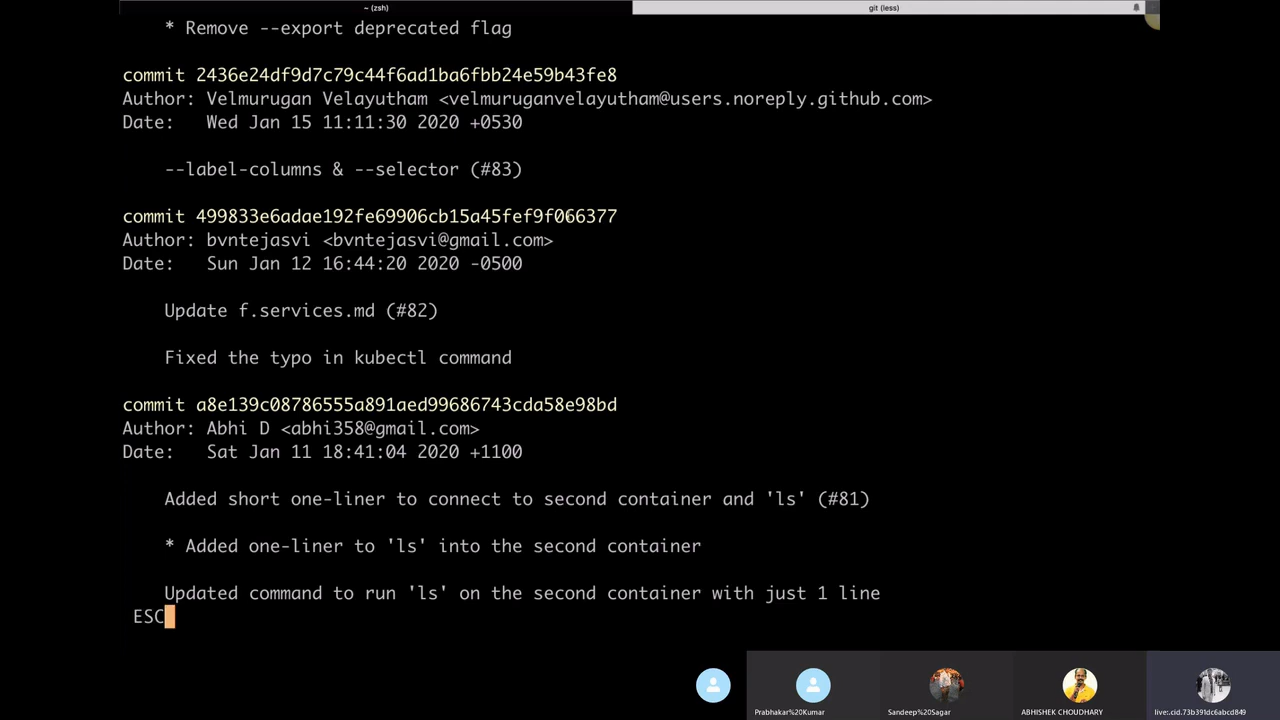 ~ (zsh)
git (less)
* Remove --export deprecated flag
commit 2436e24df9d7c79c44f6ad1ba6fbb24e59b43fe8
Author: Velmurugan Velayutham <velmuruganvelayutham@users.noreply.github.com>
Date:   Wed Jan 15 11:11:30 2020 +0530
--label-columns & --selector (#83)
commit 499833e6adae192fe69906cb15a45fef9f066377
Author: bvntejasvi <bvntejasvi@gmail.com>
Date:   Sun Jan 12 16:44:20 2020 -0500
Update f.services.md (#82)
Fixed the typo in kubectl command
commit a8e139c08786555a891aed99686743cda58e98bd
Author: Abhi D <abhi358@gmail.com>
Date:   Sat Jan 11 18:41:04 2020 +1100
Added short one-liner to connect to second container and 'ls' (#81)
* Added one-liner to 'ls' into the second container
Updated command to run 'ls' on the second container with just 1 line
ESC
Prabhakar%20Kumar
Sandeep%20Sagar
ABHISHEK CHOUDHARY
live:.cid.73b391dc6abcd849